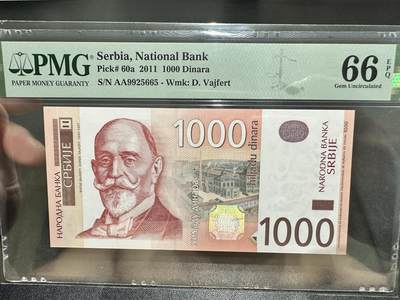 PMG
PAPER MONEY GUARANTY
Serbia, National Bank
Pick# 60a 2011 1000 Dinara
S/N AA9925665 - Wmk: D. Vajfert
66 EPQ
Gem Uncirculated
НАРОДНА БАНКА
СРБИЈЕ
1000
hiljadu dinara
NARODNA BANKA
SRBIJE
1000